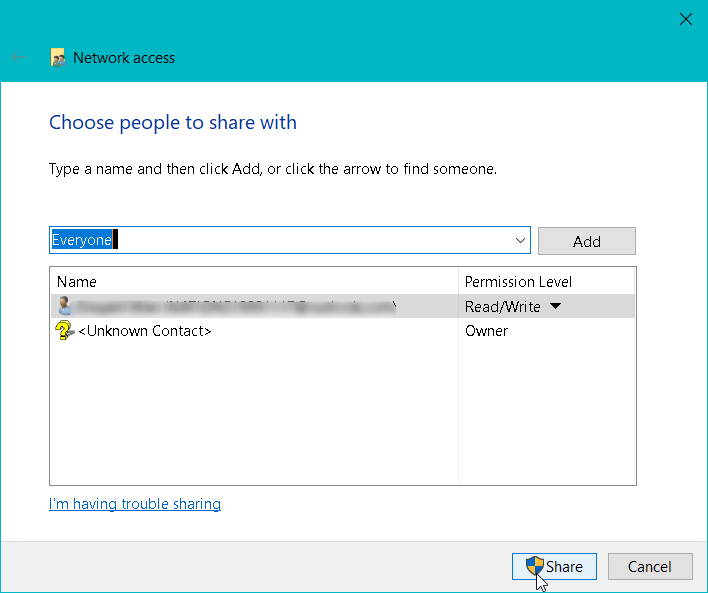 Network access
Choose people to share with
Type a name and then click Add, or click the arrow to find someone.
Everyone
Add
Name Permission Level
Read/Write
<Unknown Contact> Owner
I'm having trouble sharing
Share Cancel